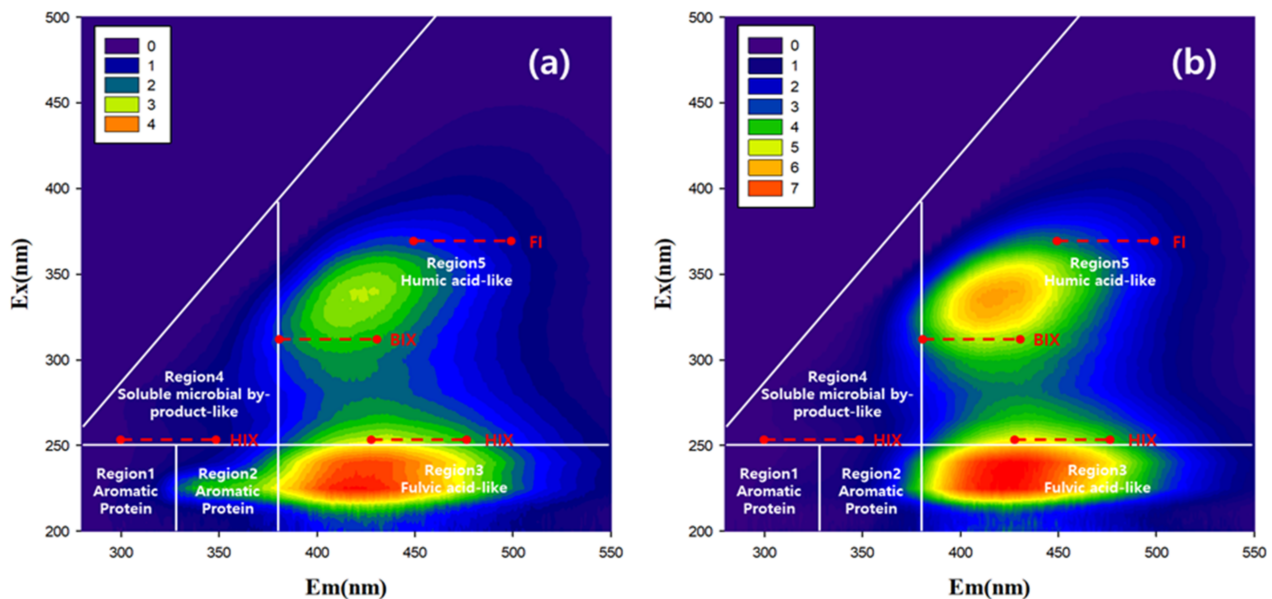 (a)
0
1
2
3
4
500
450
400
350
300
250
200
Ex(nm)
FI
Region5
Humic acid-like
BIX
Region4
Soluble microbial by-
product-like
HIX
HIX
Region1
Aromatic
Protein
Region2
Aromatic
Protein
Region3
Fulvic acid-like
300
350
400
450
500
550
Em(nm)
(b)
0
1
2
3
4
5
6
7
500
450
400
350
300
250
200
Ex(nm)
FI
Region5
Humic acid-like
BIX
Region4
Soluble microbial by-
product-like
HIX
HIX
Region1
Aromatic
Protein
Region2
Aromatic
Protein
Region3
Fulvic acid-like
300
350
400
450
500
550
Em(nm)